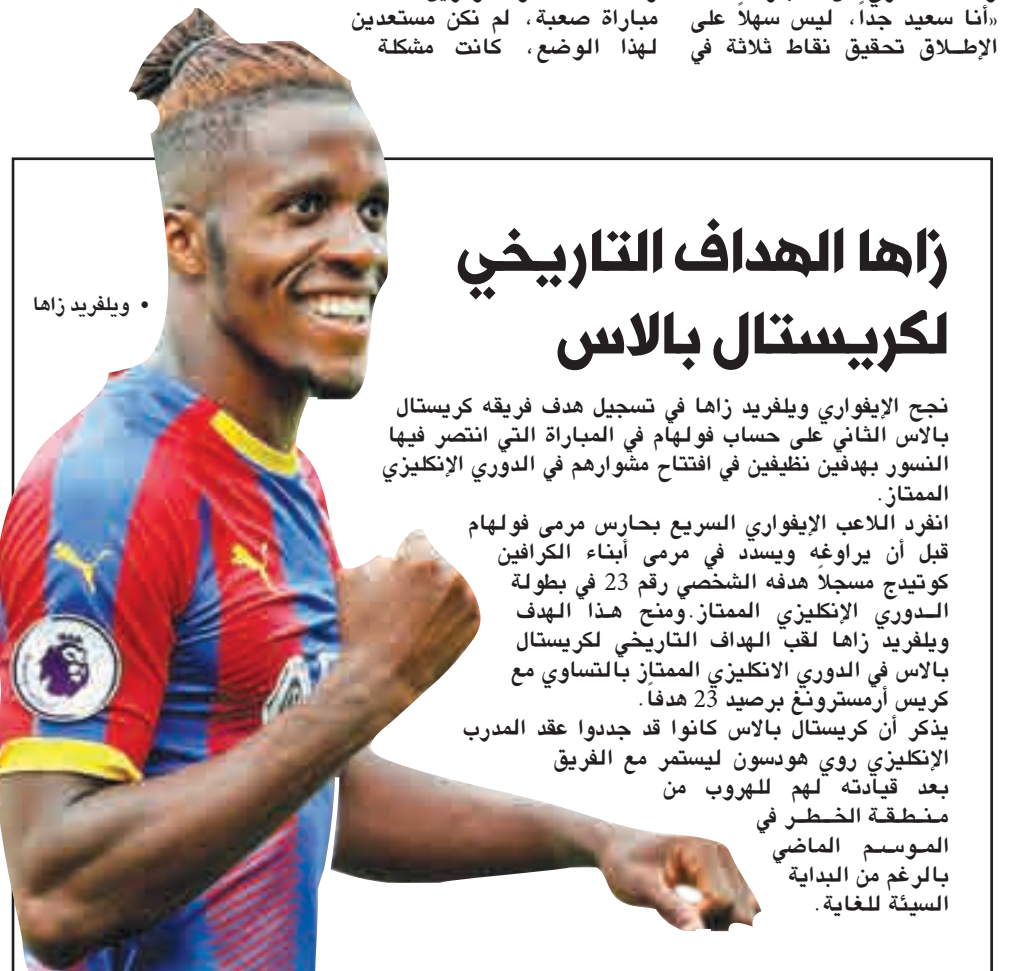 «أنا سعيد جداً، ليس سهلاً على
الإطــلاق تحقيق نقاط ثلاثة في
مباراة صعبة، لم نكن مستعدين
لهذا الوضع، كانت مشكلة
زاها الهداف التاريخي
لكريستال بالاس
• ويلفريد زاها
نجح الإيفواري ويلفريد زاها في تسجيل هدف فريقه كريستال
بالاس الثاني على حساب فولهام في المباراة التي انتصر فيها
النسور بهدفين نظيفين في افتتاح مشوارهم في الدوري الإنكليزي
الممتاز.
انفرد اللاعب الإيفواري السريع بحارس مرمى فولهام
قبل أن يراوغه ويسدد في مرمى أبناء الكرافين
كوتيدج مسجلاً هدفه الشخصي رقم 23 في بطولة
الــدوري الإنكليزي الممتاز.ومنح هـذا الهدف
ويلفريد زاها لقب الهداف التاريخي لكريستال
بالاس في الدوري الانكليزي الممتاز بالتساوي مع
كريس أرمسترونغ برصيد 23 هدفاً.
يذكر أن كريستال بالاس كانوا قد جددوا عقد المدرب
الإنكليزي روي هودسون ليستمر مع الفريق
بعد قيادته لهم للهروب من
منطقة الخــطــر في
الموسـم الماضي
بالرغم من البداية
السيئة للغاية.